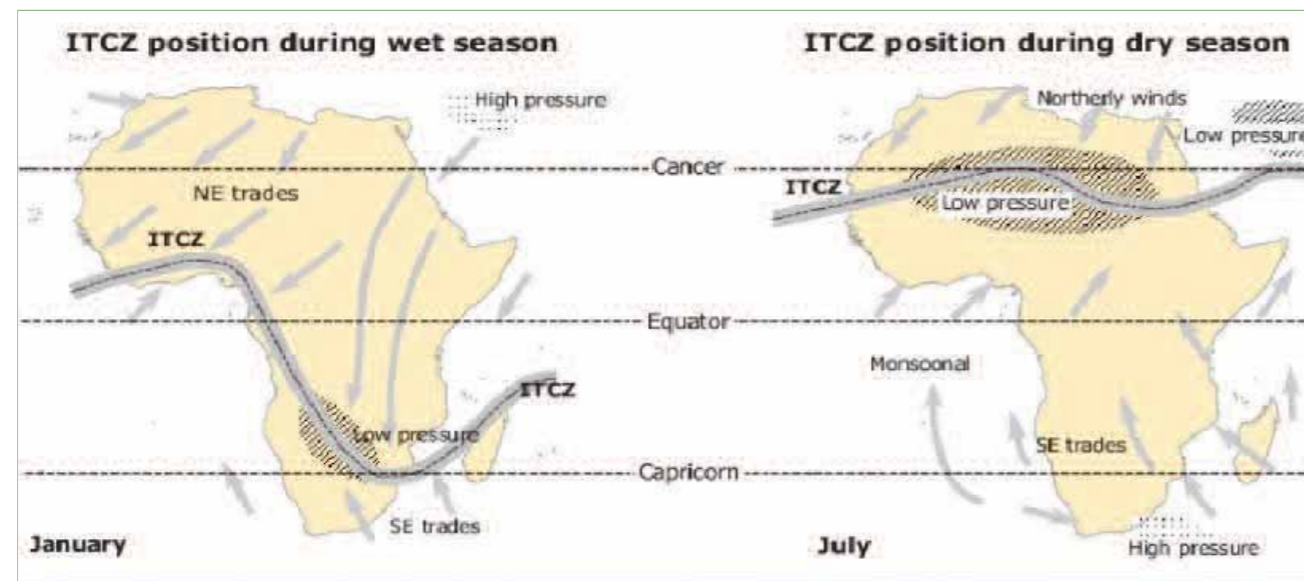 ITCZ position during wet season
High pressure
NE trades
ITCZ
ITCZ
Low pressure
SE trades
January
Cancer
Equator
Capricorn
ITCZ position during dry season
Northerly winds
Low pressure
ITCZ
Low pressure
Monsoonal
SE trades
High pressure
July